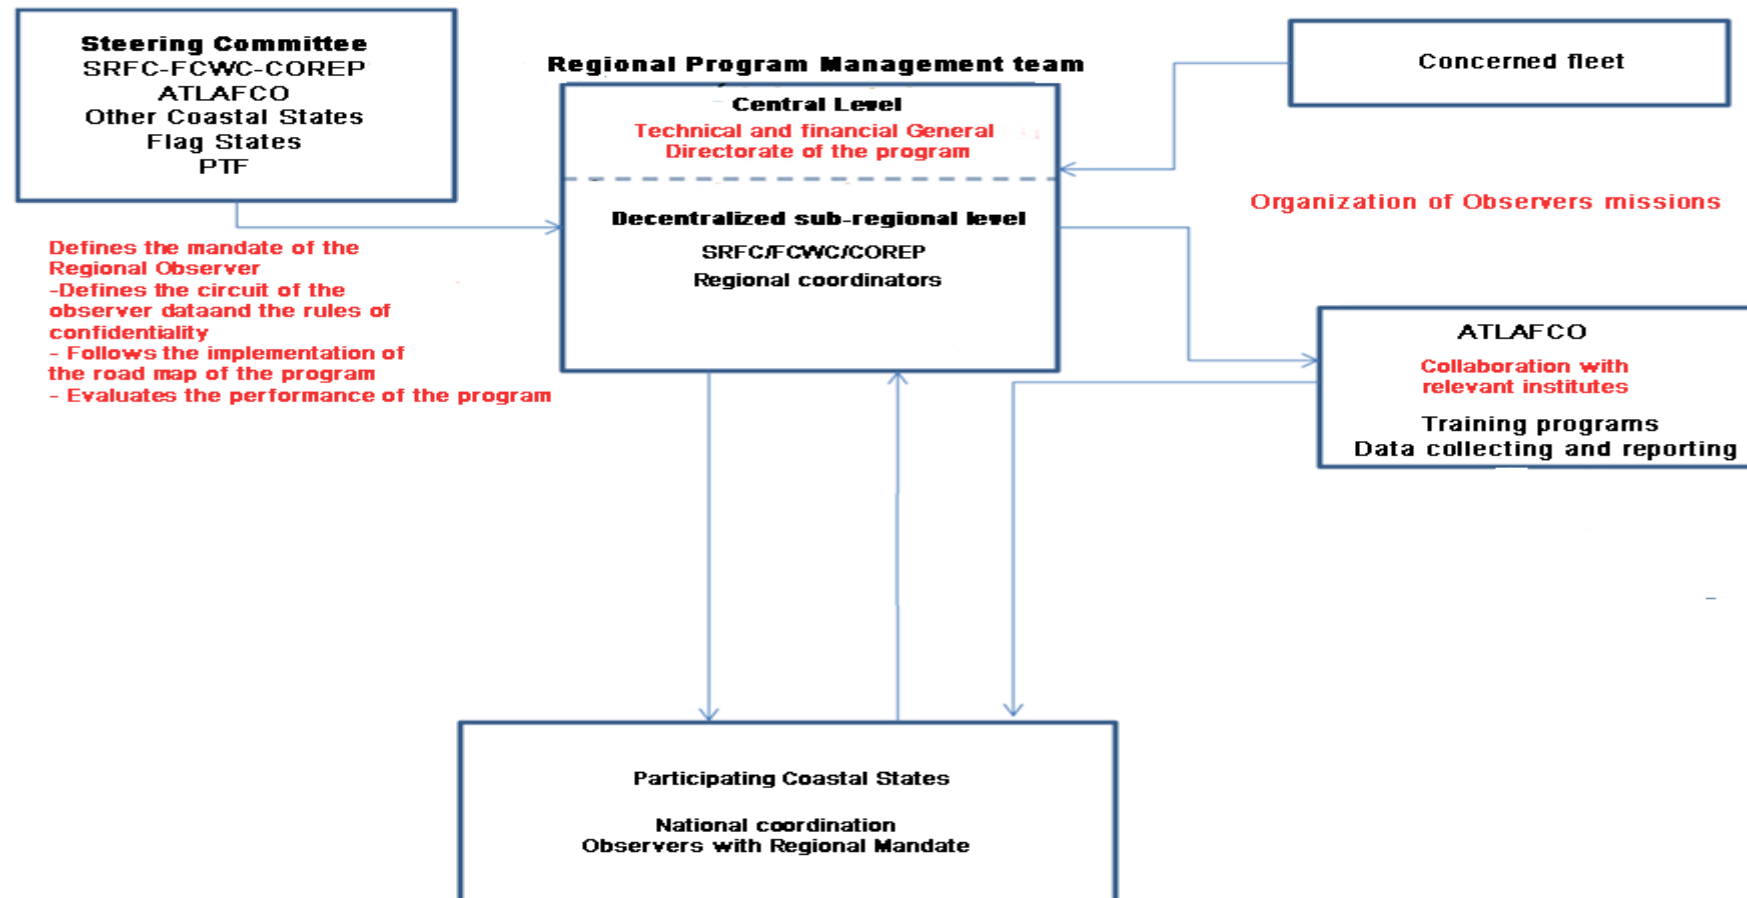 Steering Committee
SRFC-FCWC-COREP
ATLAFCO
Other Coastal States
Flag States
PTF
Defines the mandate of the
Regional Observer
-Defines the circuit of the
observer dataand the rules of
confidentiality
- Follows the implementation of
the road map of the program
- Evaluates the performance of the program
Regional Program Management team
Central Level
Technical and financial General
Directorate of the program
Decentralized sub-regional level
SRFC/FCWC/COREP
Regional coordinators
Concerned fleet
Organization of Observers missions
ATLAFCO
Collaboration with
relevant institutes
Training programs
Data collecting and reporting
Participating Coastal States
National coordination
Observers with Regional Mandate